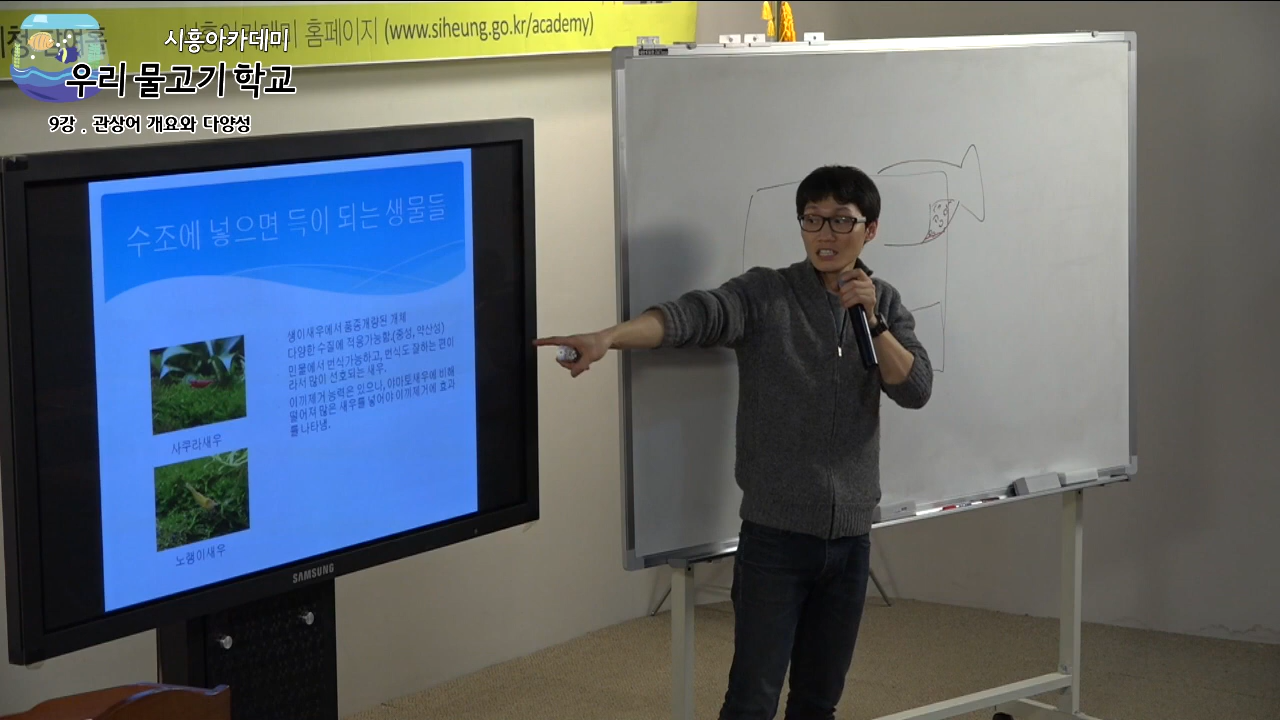 시흥아카데미 홈페이지 (www.siheung.go.kr/academy)
시흥아카데미
우리 물고기 학교
9강 . 관상어 개요와 다양성
수조에 넣으면 득이 되는 생물들
생이새우에서 품종개량된 개체
다양한 수질에 적응가능함.(중성, 약산성)
민물에서 번식가능하고, 번식도 잘하는 편이
라서 많이 선호되는 새우.
이끼제거 능력은 있으나, 야마토새우에 비해
떨어져 많은 새우를 넣어야 이끼제거에 효과
를 나타냄.
사쿠라새우
노랭이새우
SAMSUNG